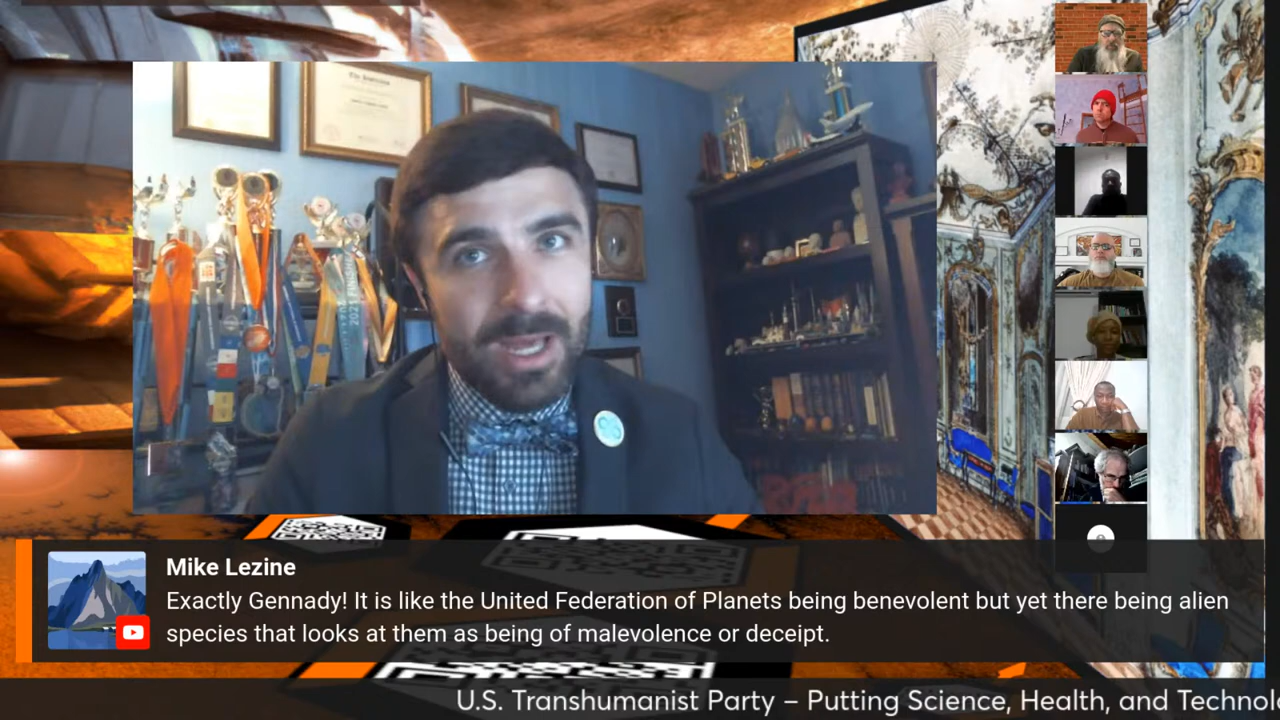 Mike Lezine
Exactly Gennady! It is like the United Federation of Planets being benevolent but yet there being alien
species that looks at them as being of malevolence or deceipt.
U.S. Transhumanist Party – Putting Science, Health, and Technol